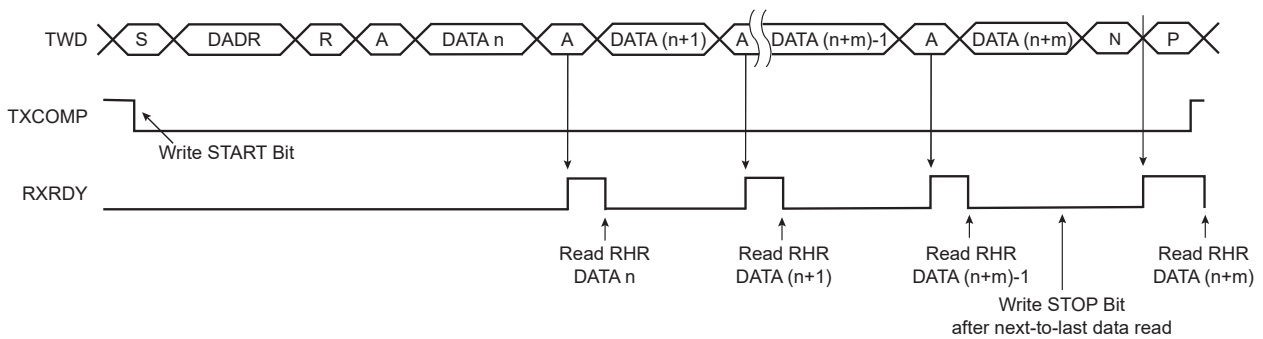 TWD S DADR R A DATA n A DATA (n+1) A DATA (n+m)-1 A DATA (n+m) N P
TXCOMP
Write START Bit
RXRDY
Read RHR Read RHR Read RHR Read RHR
DATA n DATA (n+1) DATA (n+m)-1 DATA (n+m)
Write STOP Bit
after next-to-last data read